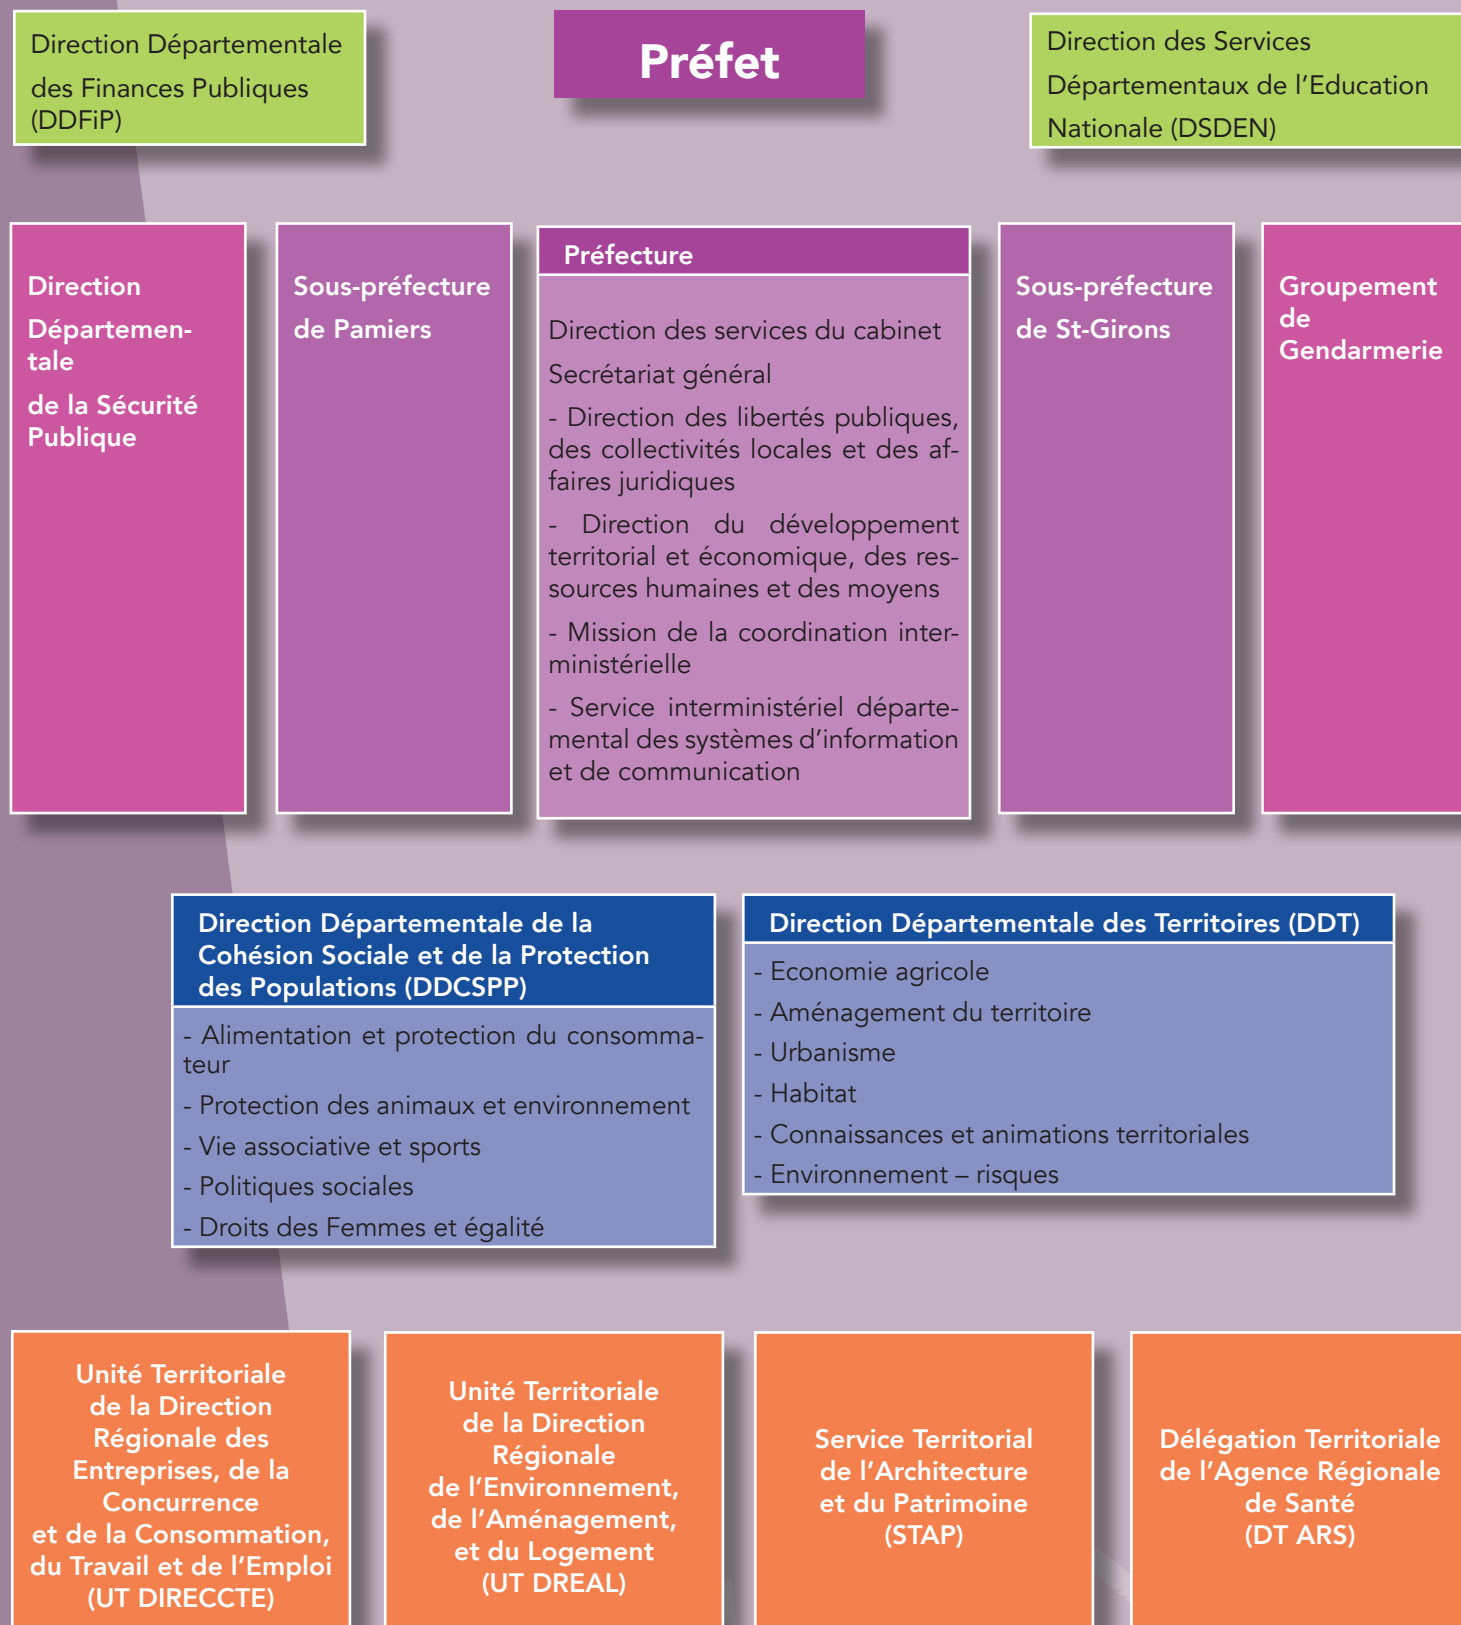 Direction Départementale
des Finances Publiques
(DDFiP)
Préfet
Direction des Services
Départementaux de l’Education
Nationale (DSDEN)
Direction
Départemen-
tale
de la Sécurité
Publique
Sous-préfecture
de Pamiers
Préfecture
Direction des services du cabinet
Secrétariat général
- Direction des libertés publiques,
des collectivités locales et des af-
faires juridiques
- Direction du développement
territorial et économique, des res-
sources humaines et des moyens
- Mission de la coordination inter-
ministérielle
- Service interministériel départe-
mental des systèmes d’information
et de communication
Sous-préfecture
de St-Girons
Groupement
de
Gendarmerie
Direction Départementale de la
Cohésion Sociale et de la Protection
des Populations (DDCSPP)
- Alimentation et protection du consomma-
teur
- Protection des animaux et environnement
- Vie associative et sports
- Politiques sociales
- Droits des Femmes et égalité
Direction Départementale des Territoires (DDT)
- Economie agricole
- Aménagement du territoire
- Urbanisme
- Habitat
- Connaissances et animations territoriales
- Environnement – risques
Unité Territoriale
de la Direction
Régionale des
Entreprises, de la
Concurrence
et de la Consommation,
du Travail et de l’Emploi
(UT DIRECCTE)
Unité Territoriale
de la Direction
Régionale
de l’Environnement,
de l’Aménagement,
et du Logement
(UT DREAL)
Service Territorial
de l’Architecture
et du Patrimoine
(STAP)
Délégation Territoriale
de l’Agence Régionale
de Santé
(DT ARS)